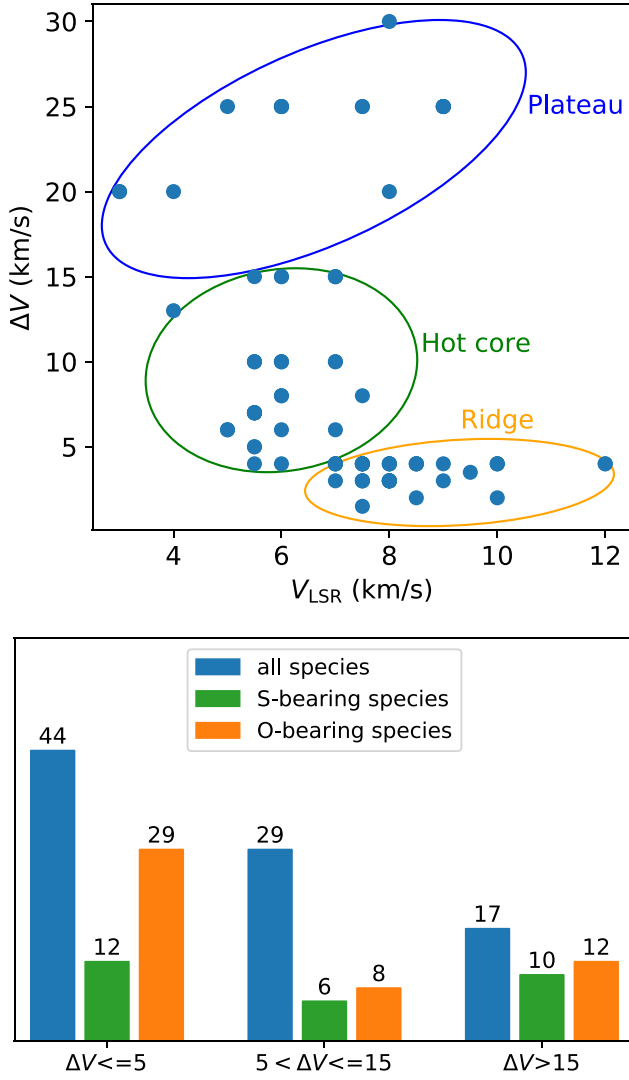 30
25
20
15
10
5
ΔV (km/s)
Plateau
Hot core
Ridge
4 6 8 10 12
V_LSR (km/s)
all species
S-bearing species
O-bearing species
44 12 29
29 6 8
17 10 12
ΔV<=5 5<ΔV<=15 ΔV>15